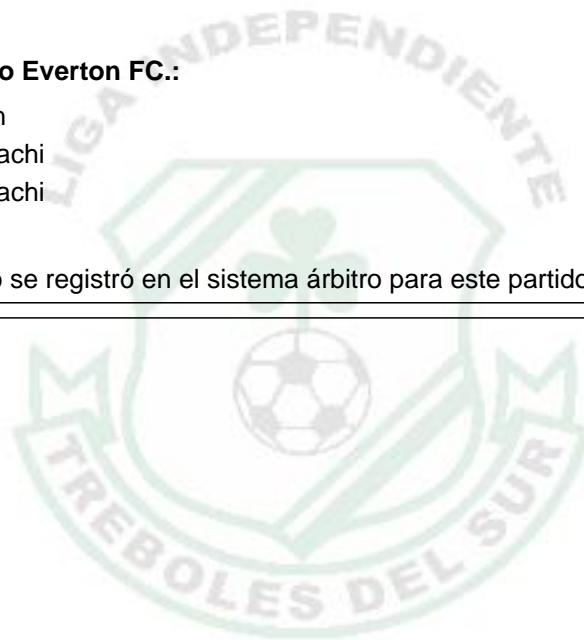 LIGA INDEPENDIENTE
o Everton FC.:
n
achi
achi
o se registró en el sistema árbitro para este partido
TREBOLES DEL SUR